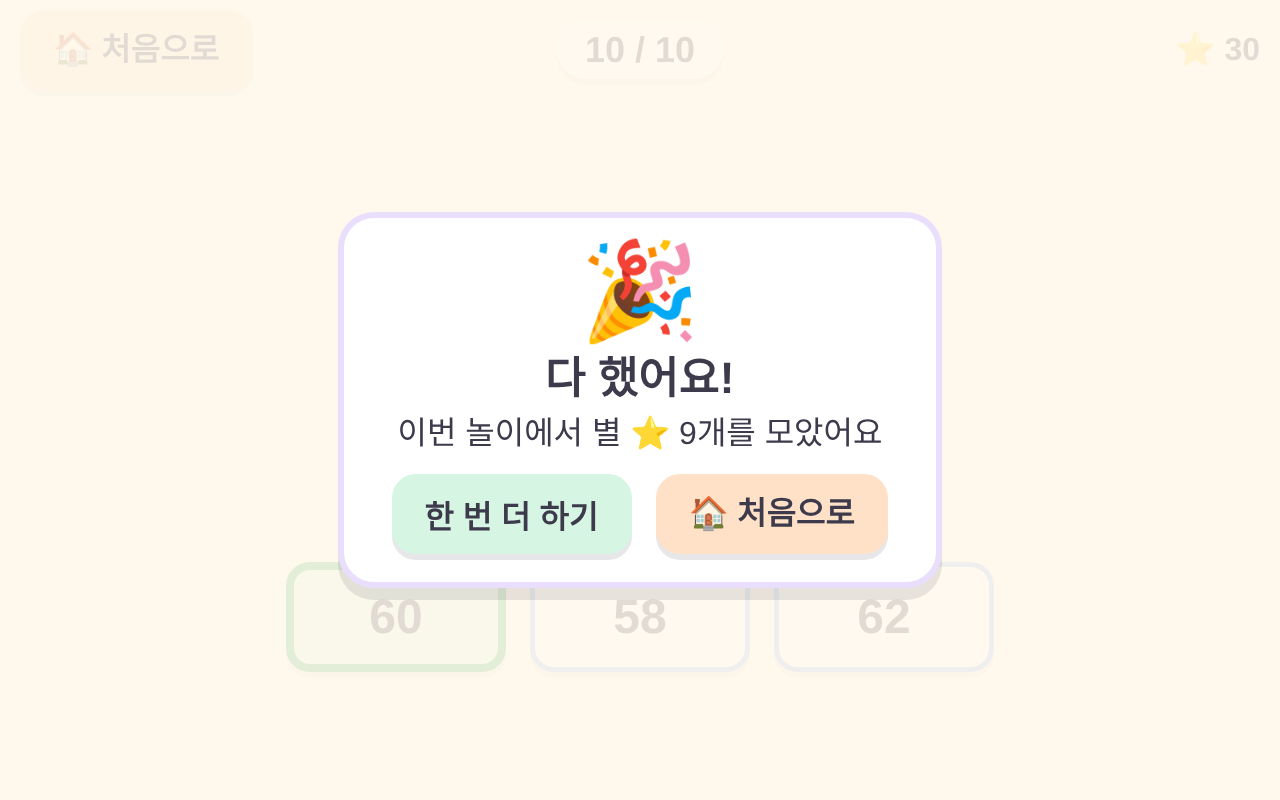 🏠 처음으로
10 / 10
⭐ 30
다 했어요!
이번 놀이에서 별 ⭐ 9개를 모았어요
한 번 더 하기
🏠 처음으로
60
58
62